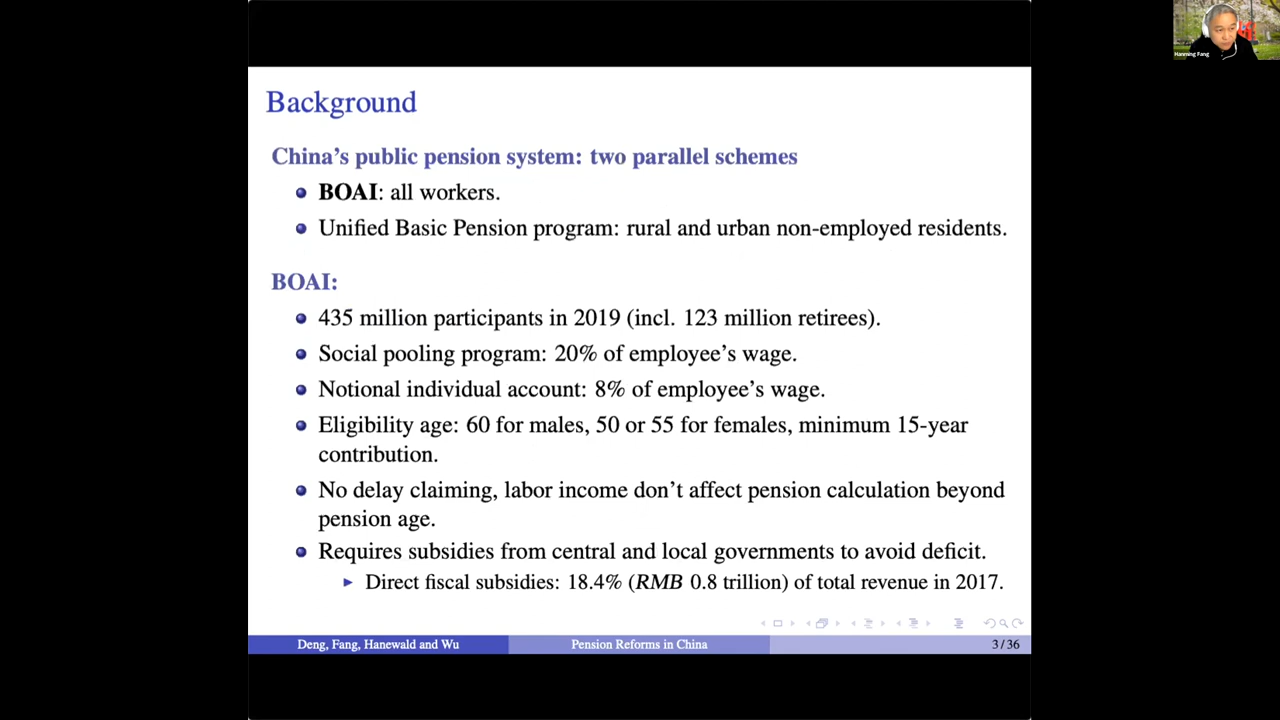 Hanming Fang
Background
China's public pension system: two parallel schemes
BOAI: all workers.
Unified Basic Pension program: rural and urban non-employed residents.
BOAI:
435 million participants in 2019 (incl. 123 million retirees).
Social pooling program: 20% of employee's wage.
Notional individual account: 8% of employee's wage.
Eligibility age: 60 for males, 50 or 55 for females, minimum 15-year
contribution.
No delay claiming, labor income don't affect pension calculation beyond
pension age.
Requires subsidies from central and local governments to avoid deficit.
Direct fiscal subsidies: 18.4% (RMB 0.8 trillion) of total revenue in 2017.
Deng, Fang, Hanewald and Wu
Pension Reforms in China
3 / 36